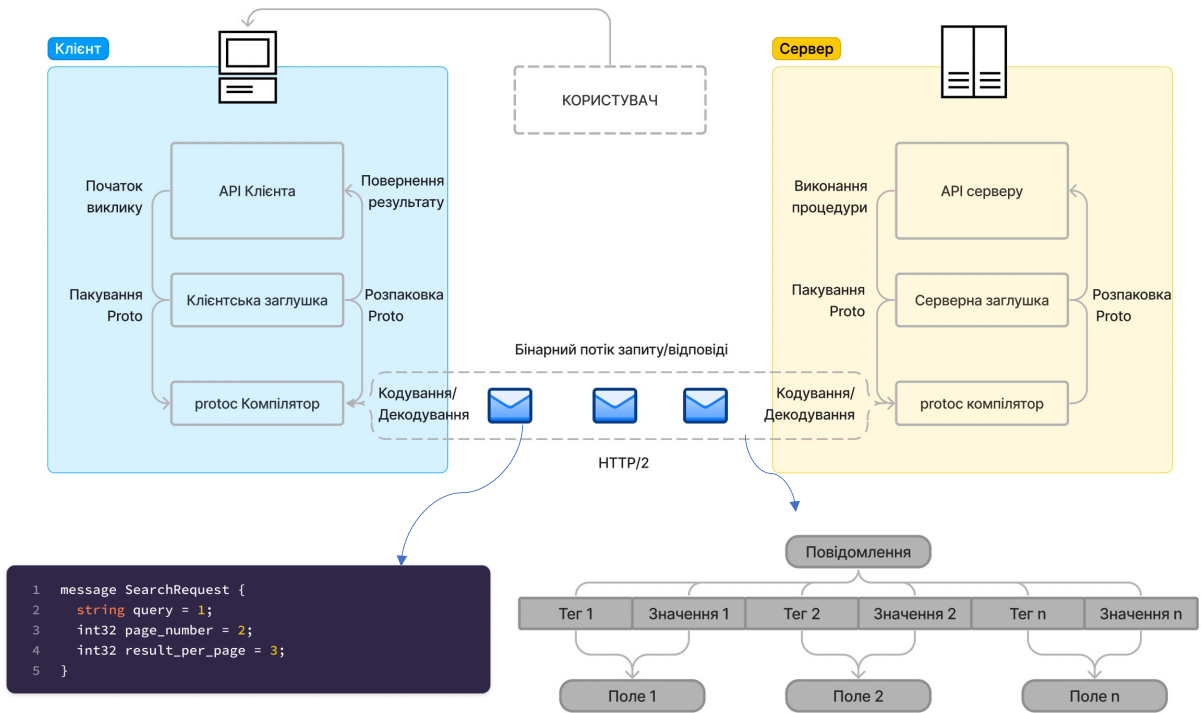 Клієнт
Сервер
КОРИСТУВАЧ
Початок
виклику
АРІ Клієнта
Повернення
результату
Пакування
Proto
Клієнтська заглушка
Розпаковка
Proto
protoc Компілятор
Виконання
процедури
АРІ серверу
Пакування
Proto
Серверна заглушка
Розпаковка
Proto
protoc компілятор
Бінарний потік запиту/відповіді
Кодування/
Декодування
Кодування/
Декодування
HTTP/2
1 message SearchRequest {
2 string query = 1;
3 int32 page_number = 2;
4 int32 result_per_page = 3;
5 }
Повідомлення
Тег 1 Значення 1 Тег 2 Значення 2 Тег n Значення n
Поле 1 Поле 2 Поле n